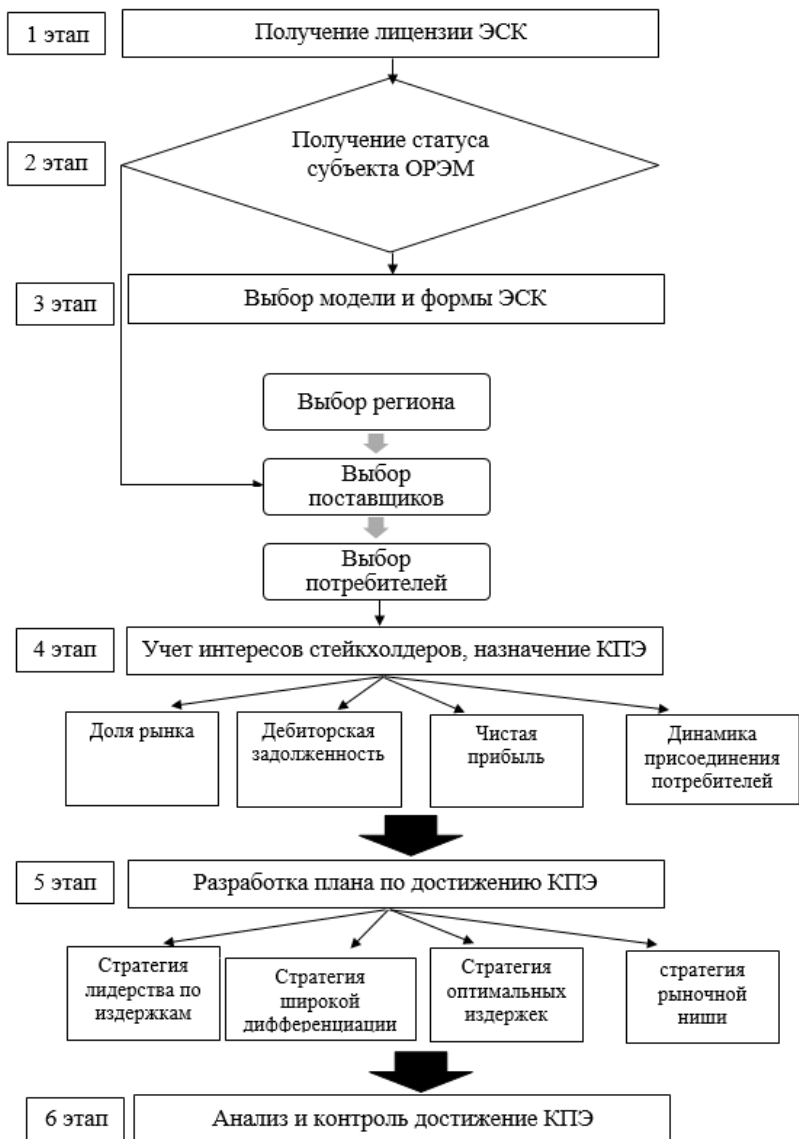 1 этап
Получение лицензии ЭСК
2 этап
Получение статуса
субъекта ОРЭМ
3 этап
Выбор модели и формы ЭСК
Выбор региона
Выбор
поставщиков
Выбор
потребителей
4 этап
Учет интересов стейкхолдеров, назначение КПЭ
Доля рынка
Дебиторская
задолженность
Чистая
прибыль
Динамика
присоединения
потребителей
5 этап
Разработка плана по достижению КПЭ
Стратегия
лидерства по
издержкам
Стратегия
широкой
дифференциации
Стратегия
оптимальных
издержек
стратегия
рыночной
ниши
6 этап
Анализ и контроль достижение КПЭ